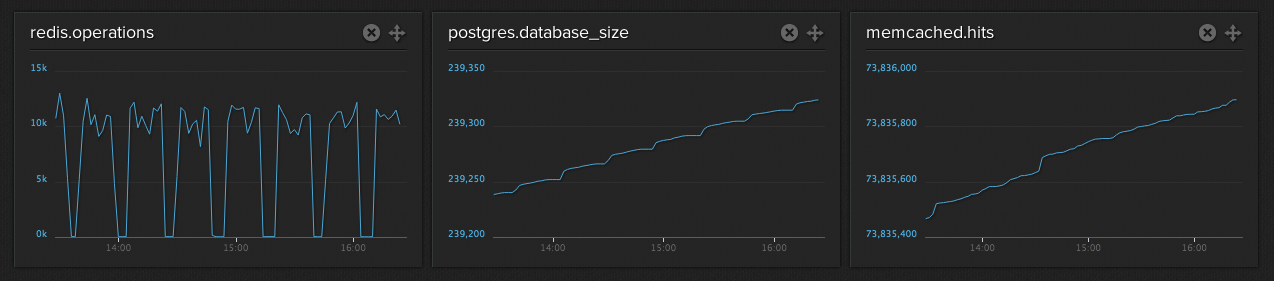 redis.operations
15k
10k
5k
0k
14:00 15:00 16:00
postgres.database_size
239,350
239,300
239,250
239,200
14:00 15:00 16:00
memcached.hits
73,836,000
73,835,800
73,835,600
73,835,400
14:00 15:00 16:00